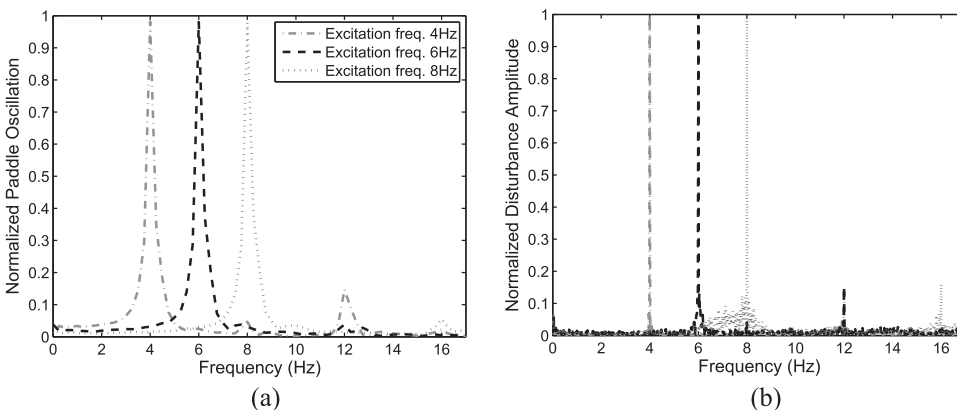 Normalized Paddle Oscillation
1
0.9
0.8
0.7
0.6
0.5
0.4
0.3
0.2
0.1
0
0 2 4 6 8 10 12 14 16
Frequency (Hz)
Excitation freq. 4Hz
Excitation freq. 6Hz
Excitation freq. 8Hz
(a)
Normalized Disturbance Amplitude
1
0.9
0.8
0.7
0.6
0.5
0.4
0.3
0.2
0.1
0
0 2 4 6 8 10 12 14 16
Frequency (Hz)
(b)